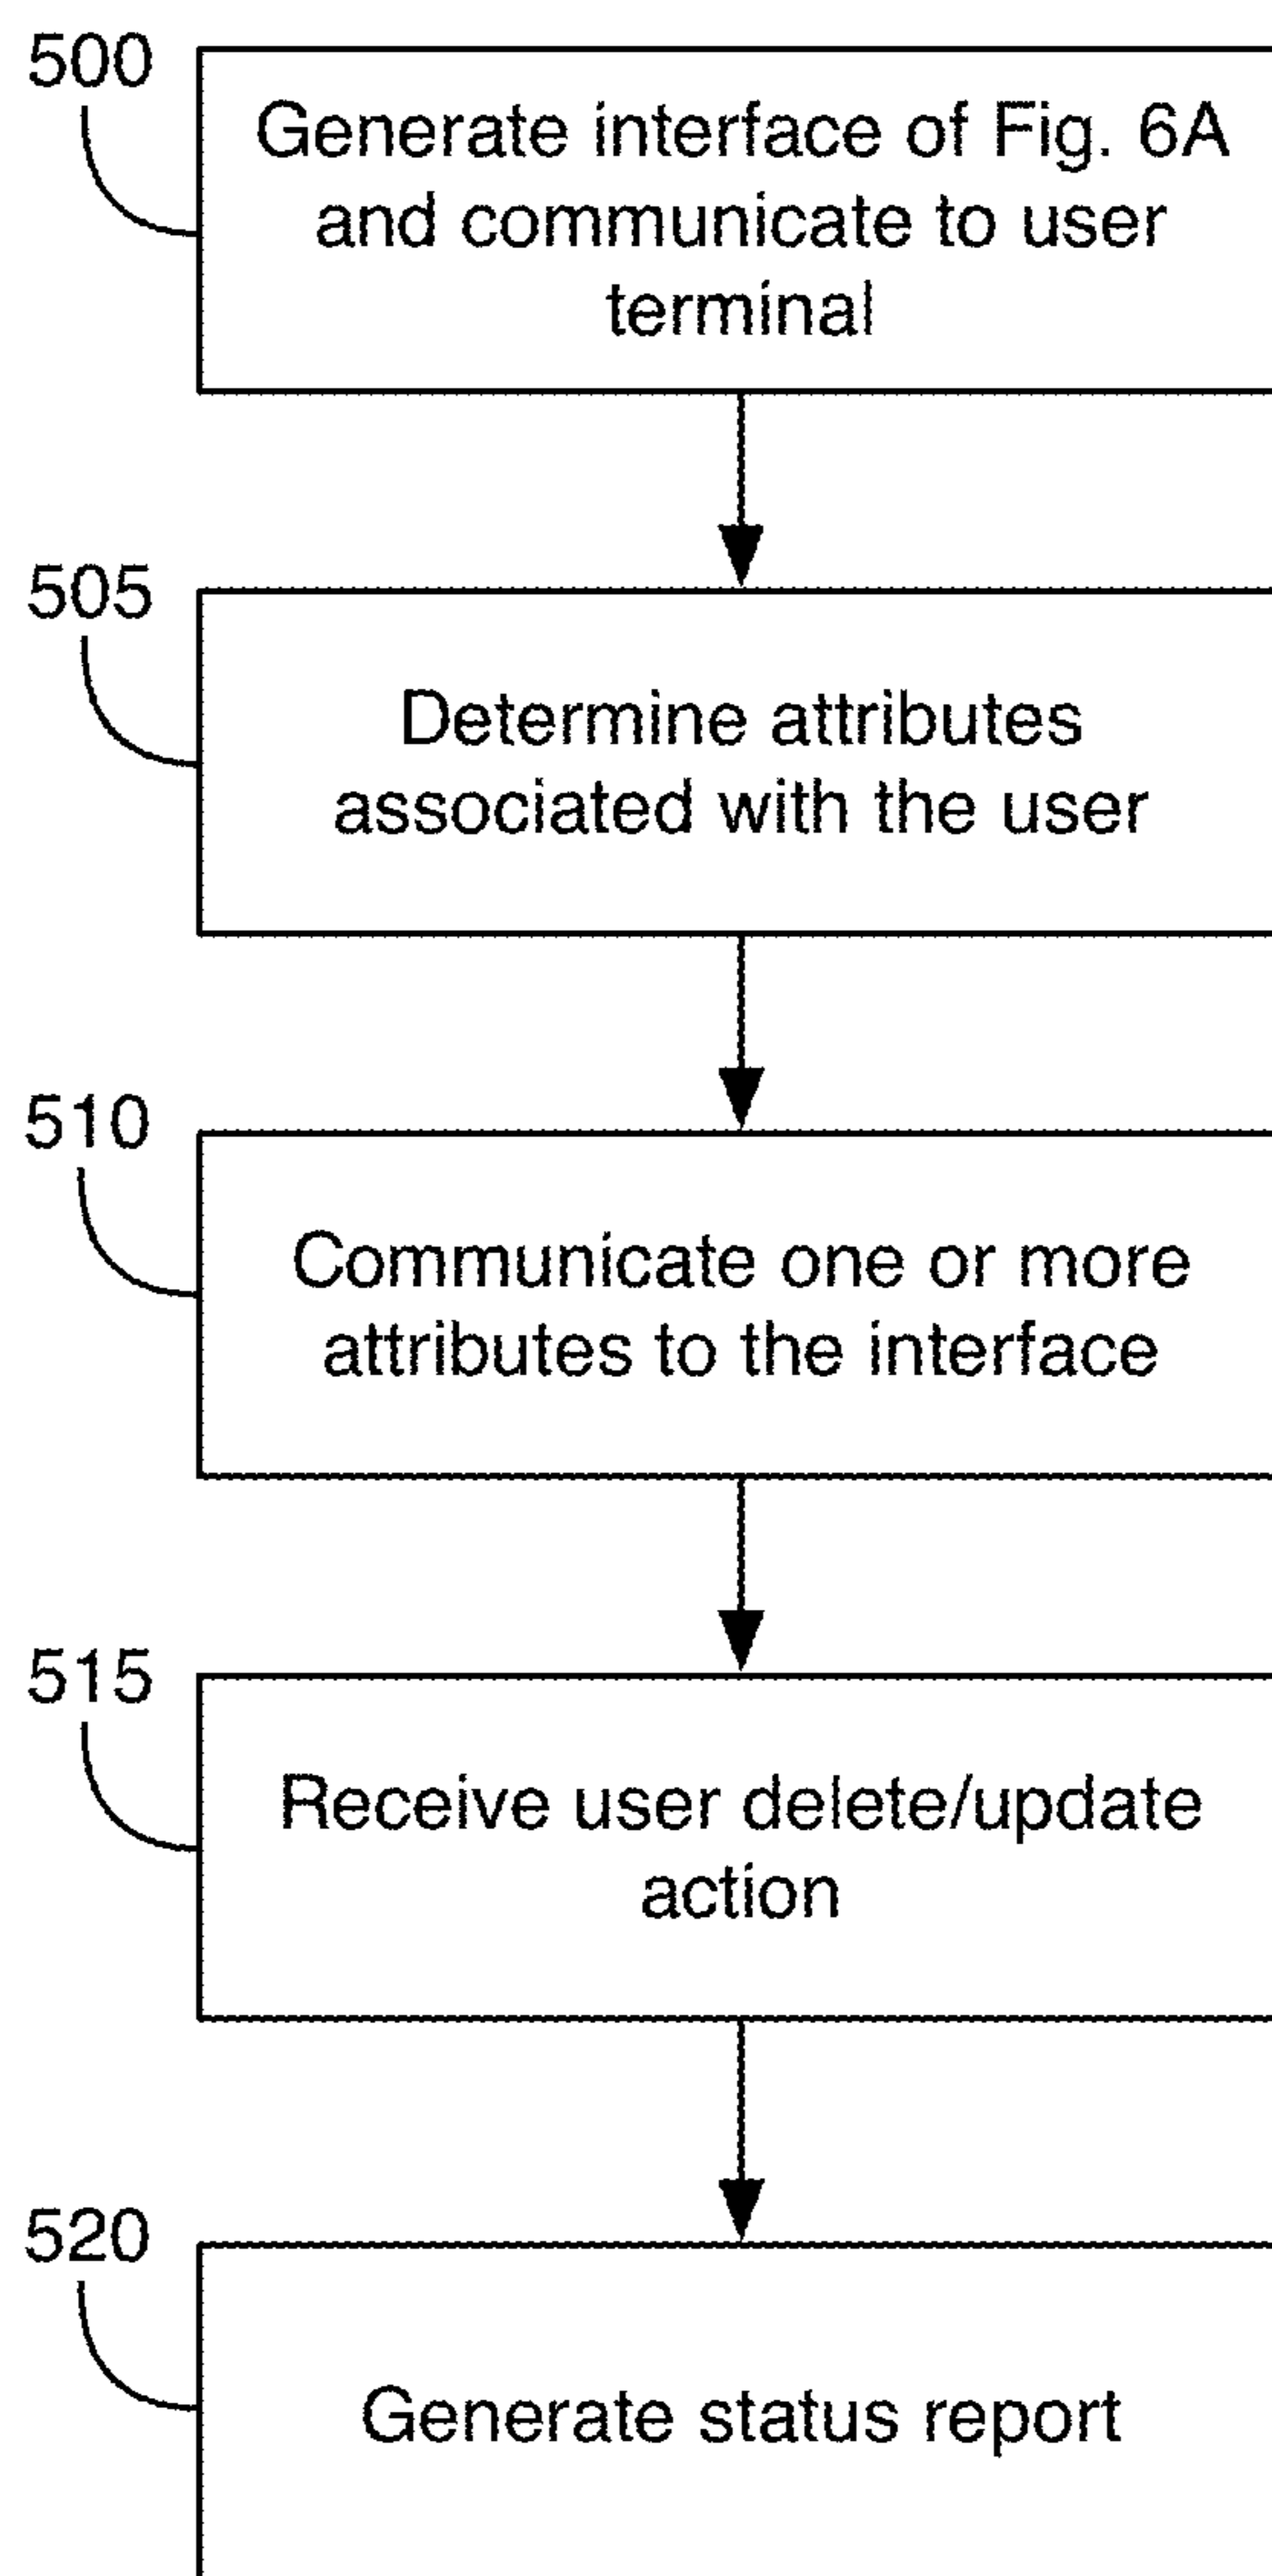 500
Generate interface of Fig. 6A
and communicate to user
terminal
505
Determine attributes
associated with the user
510
Communicate one or more
attributes to the interface
515
Receive user delete/update
action
520
Generate status report